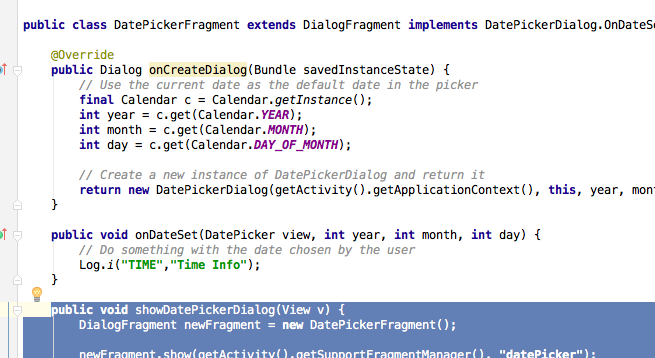 public class DatePickerFragment extends DialogFragment implements DatePickerDialog.OnDateS
@Override
public Dialog onCreateDialog(Bundle savedInstanceState) {
// Use the current date as the default date in the picker
final Calendar c = Calendar.getInstance();
int year = c.get(Calendar.YEAR);
int month = c.get(Calendar.MONTH);
int day = c.get(Calendar.DAY_OF_MONTH);
// Create a new instance of DatePickerDialog and return it
return new DatePickerDialog(getActivity().getApplicationContext(), this, year, mont
}
public void onDateSet(DatePicker view, int year, int month, int day) {
// Do something with the date chosen by the user
Log.i("TIME","Time Info");
}
public void showDatePickerDialog(View v) {
DialogFragment newFragment = new DatePickerFragment();
newFragment.show(getActivity().getSupportFragmentManager(), "datePicker");